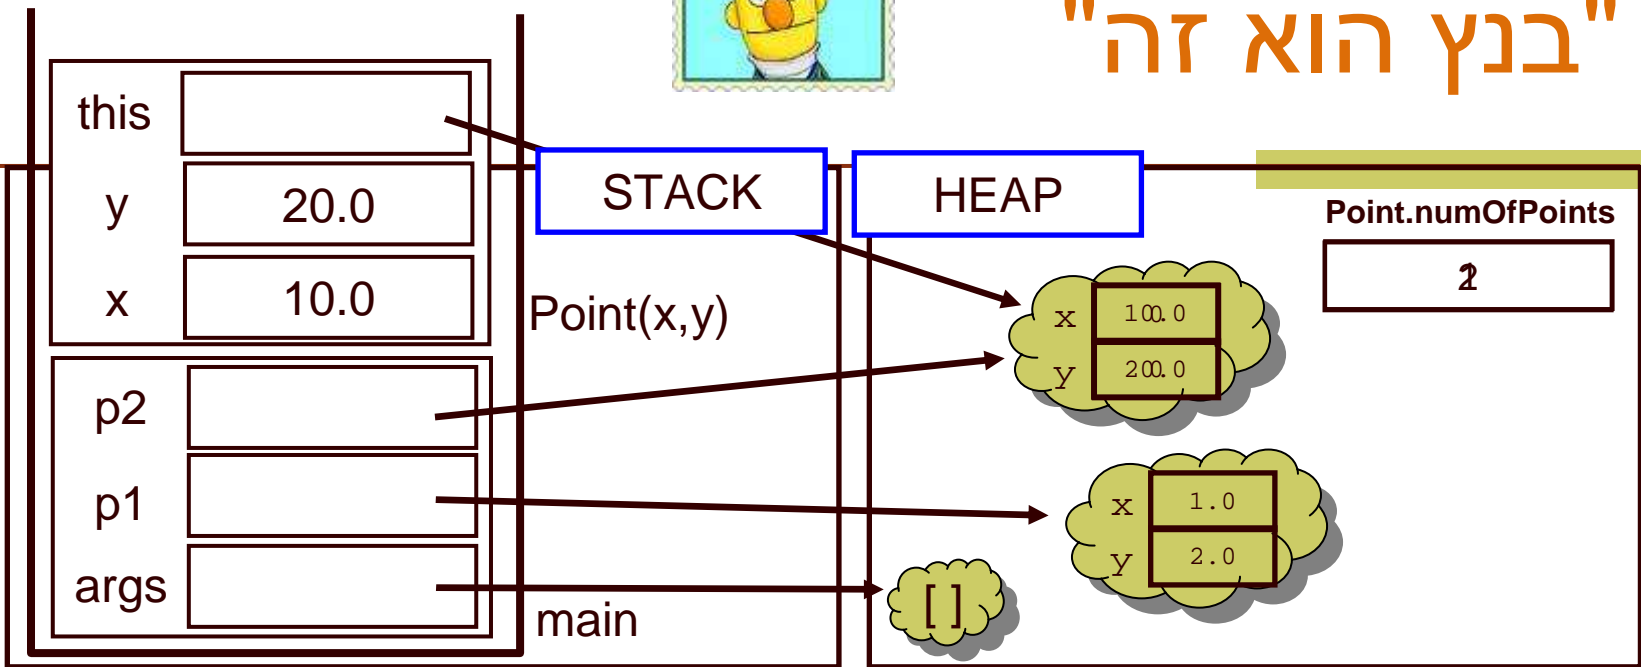 "בנץ הוא זה"
this
STACK
HEAP
Point.numOfPoints
y 20.0
x 10.0
Point(x,y)
x
y
p2
p1
x 1.0
y 2.0
args
main
[]